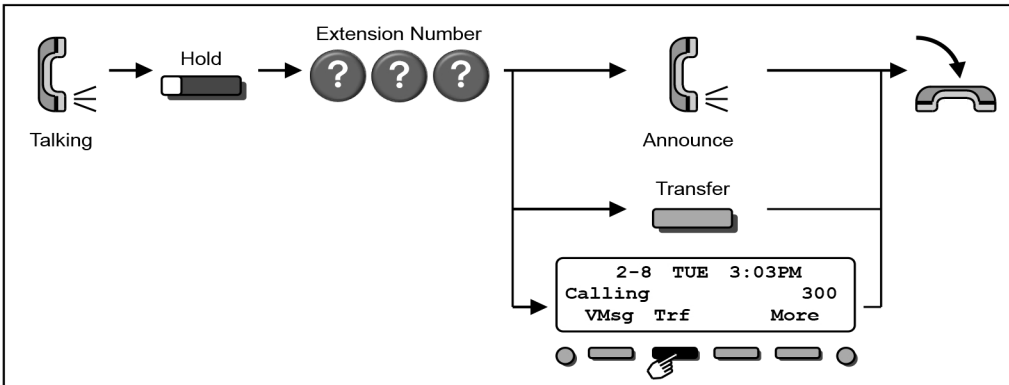 Extension Number
Hold
? ? ?
Talking
Announce
Transfer
2-8 TUE 3:03PM
Calling 300
VMsg Trf More